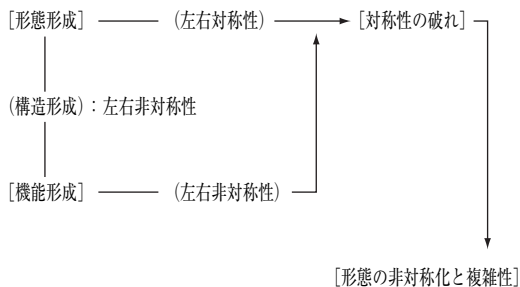 ［形態形成］ （左右対称性） ［対称性の破れ］
（構造形成）：左右非対称性
［機能形成］ （左右非対称性）
［形態の非対称化と複雑性］